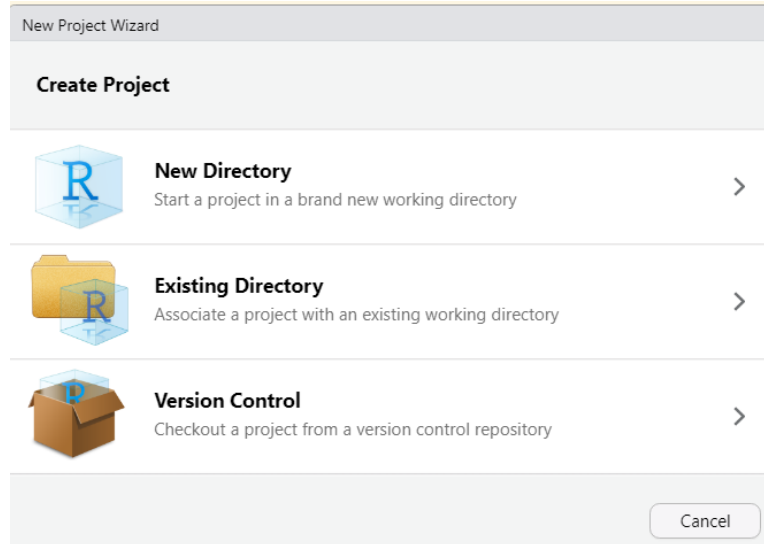 New Project Wizard
Create Project
R
New Directory
Start a project in a brand new working directory
R
Existing Directory
Associate a project with an existing working directory
R
Version Control
Checkout a project from a version control repository
Cancel